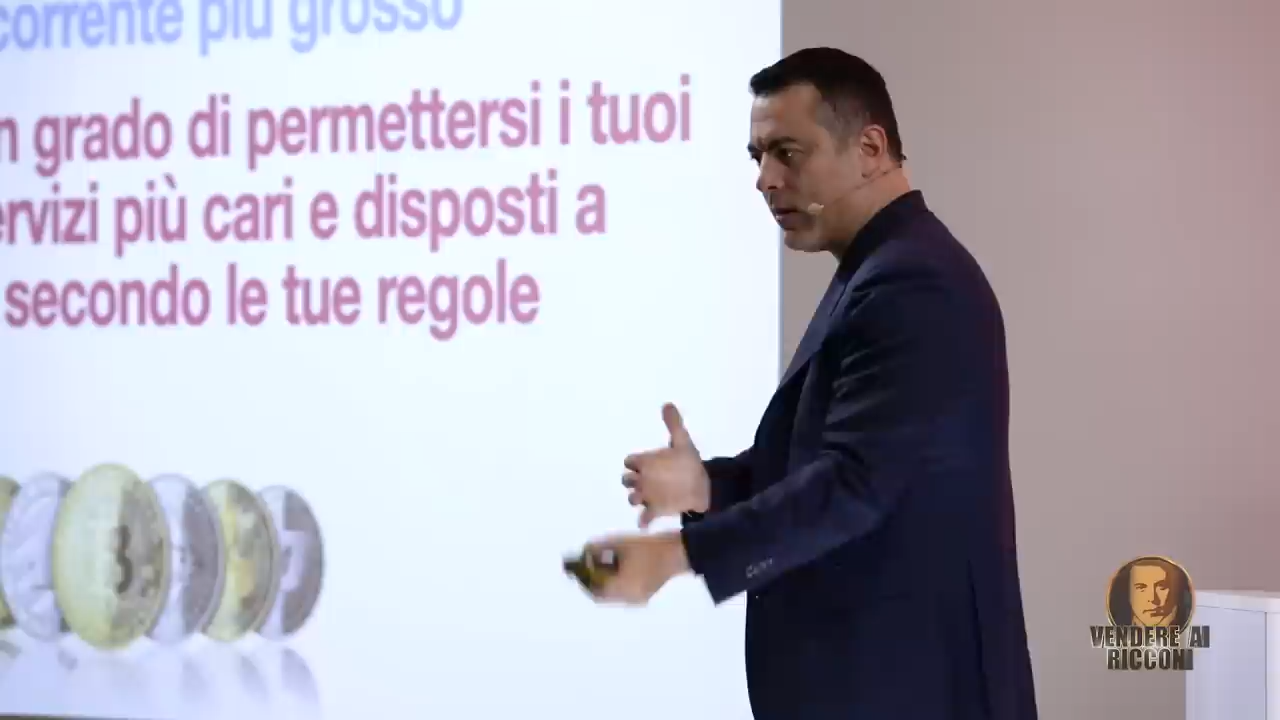 corrente più grosso
n grado di permettersi i tuoi
ervizi più cari e disposti a
secondo le tue regole
VENDERE AI
RICCONI